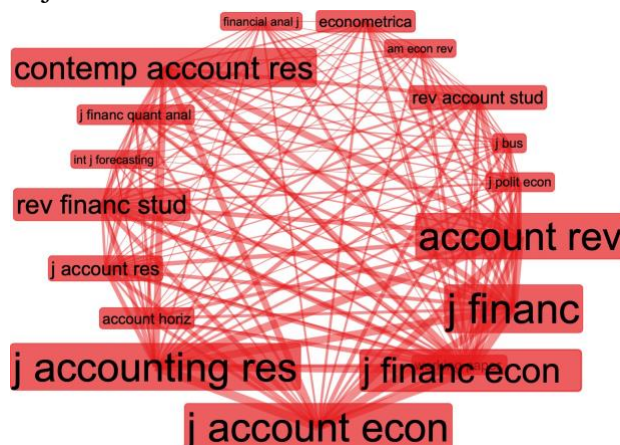 financial anal j
econometrica
am econ rev
contemp account res
rev account stud
j financ quant anal
j bus
int j forecasting
j polit econ
rev financ stud
account rev
j account res
j financ
account horiz
j accounting res
j financ econ
j account econ